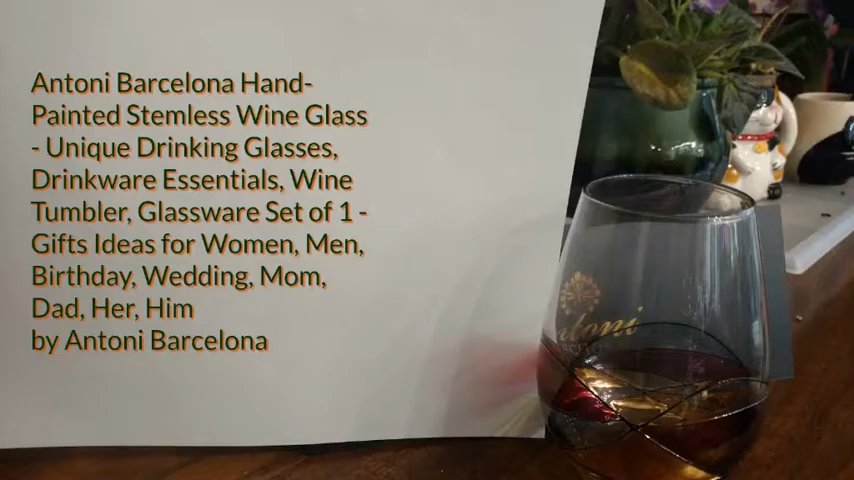 Antoni Barcelona Hand-
Painted Stemless Wine Glass
- Unique Drinking Glasses,
Drinkware Essentials, Wine
Tumbler, Glassware Set of 1 -
Gifts Ideas for Women, Men,
Birthday, Wedding, Mom,
Dad, Her, Him
by Antoni Barcelona